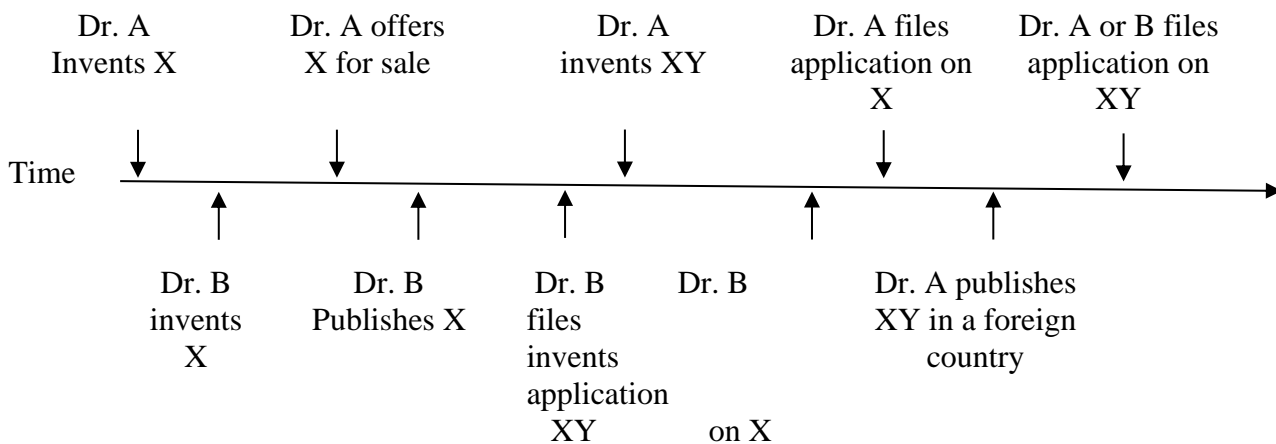 Dr. A
Invents X
Dr. A offers
X for sale
Dr. A
invents XY
Dr. A files
application on
X
Dr. A or B files
application on
XY
Time
Dr. B
invents
X
Dr. B
Publishes X
Dr. B Dr. B
files
invents
application
XY on X
Dr. A publishes
XY in a foreign
country